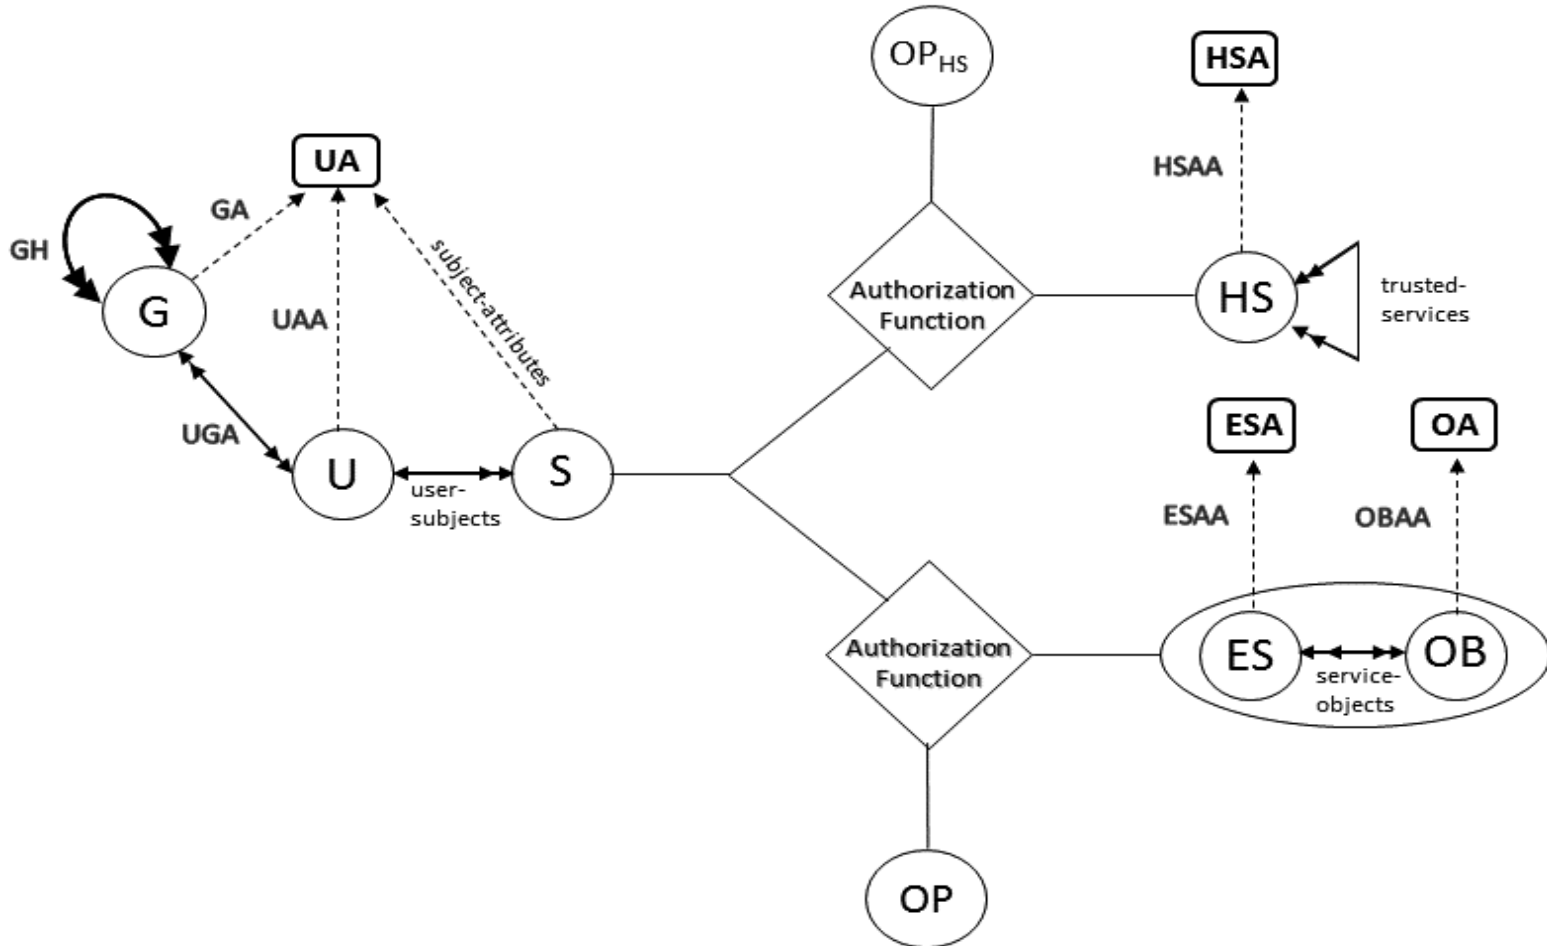 OPHS
HSA
UA
HSAA
GA
GH
subject-attributes
G
UAA
Authorization
Function
HS
trusted-
services
ESA
OA
UGA
U
user-
subjects
S
ESAA
OBAA
Authorization
Function
ES
service-
objects
OB
OP